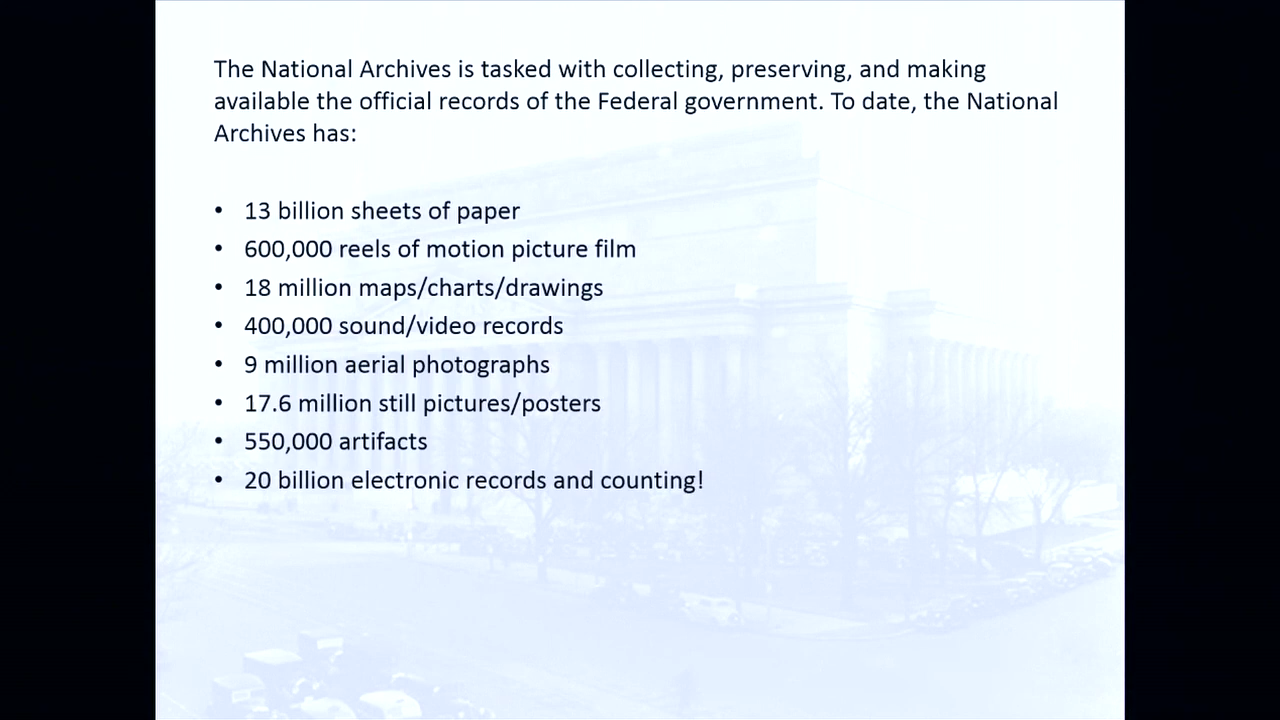 The National Archives is tasked with collecting, preserving, and making
available the official records of the Federal government. To date, the National
Archives has:
• 13 billion sheets of paper
• 600,000 reels of motion picture film
• 18 million maps/charts/drawings
• 400,000 sound/video records
• 9 million aerial photographs
• 17.6 million still pictures/posters
• 550,000 artifacts
• 20 billion electronic records and counting!